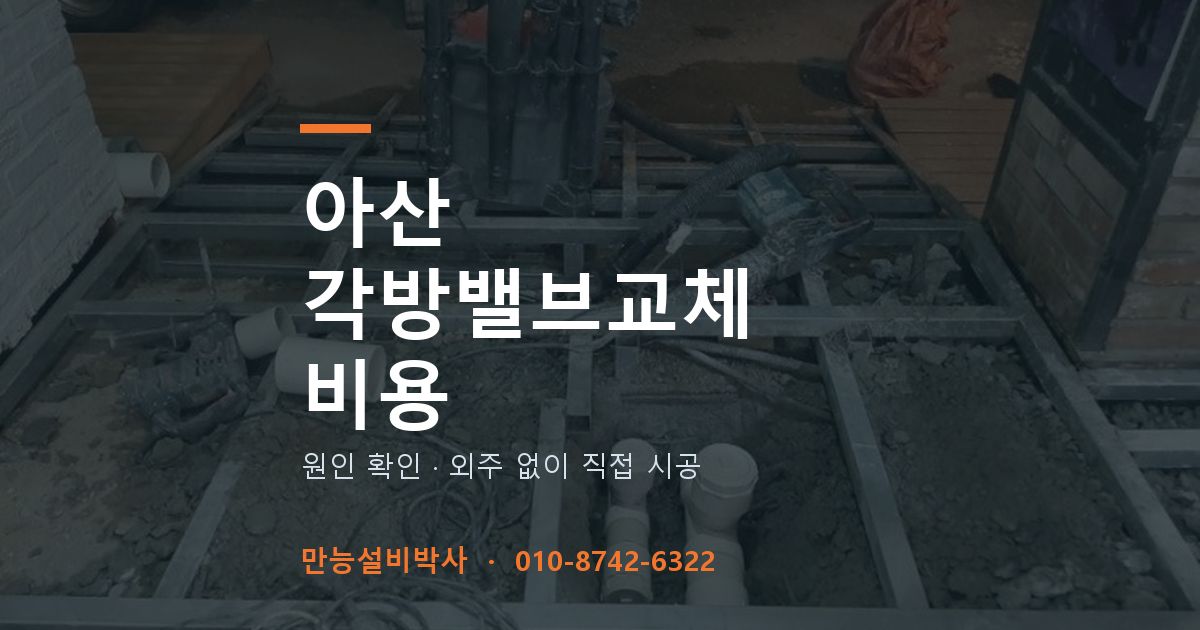 아산
각방밸브교체
비용
원인 확인 · 외주 없이 직접 시공
만능설비박사 · 010-8742-6322